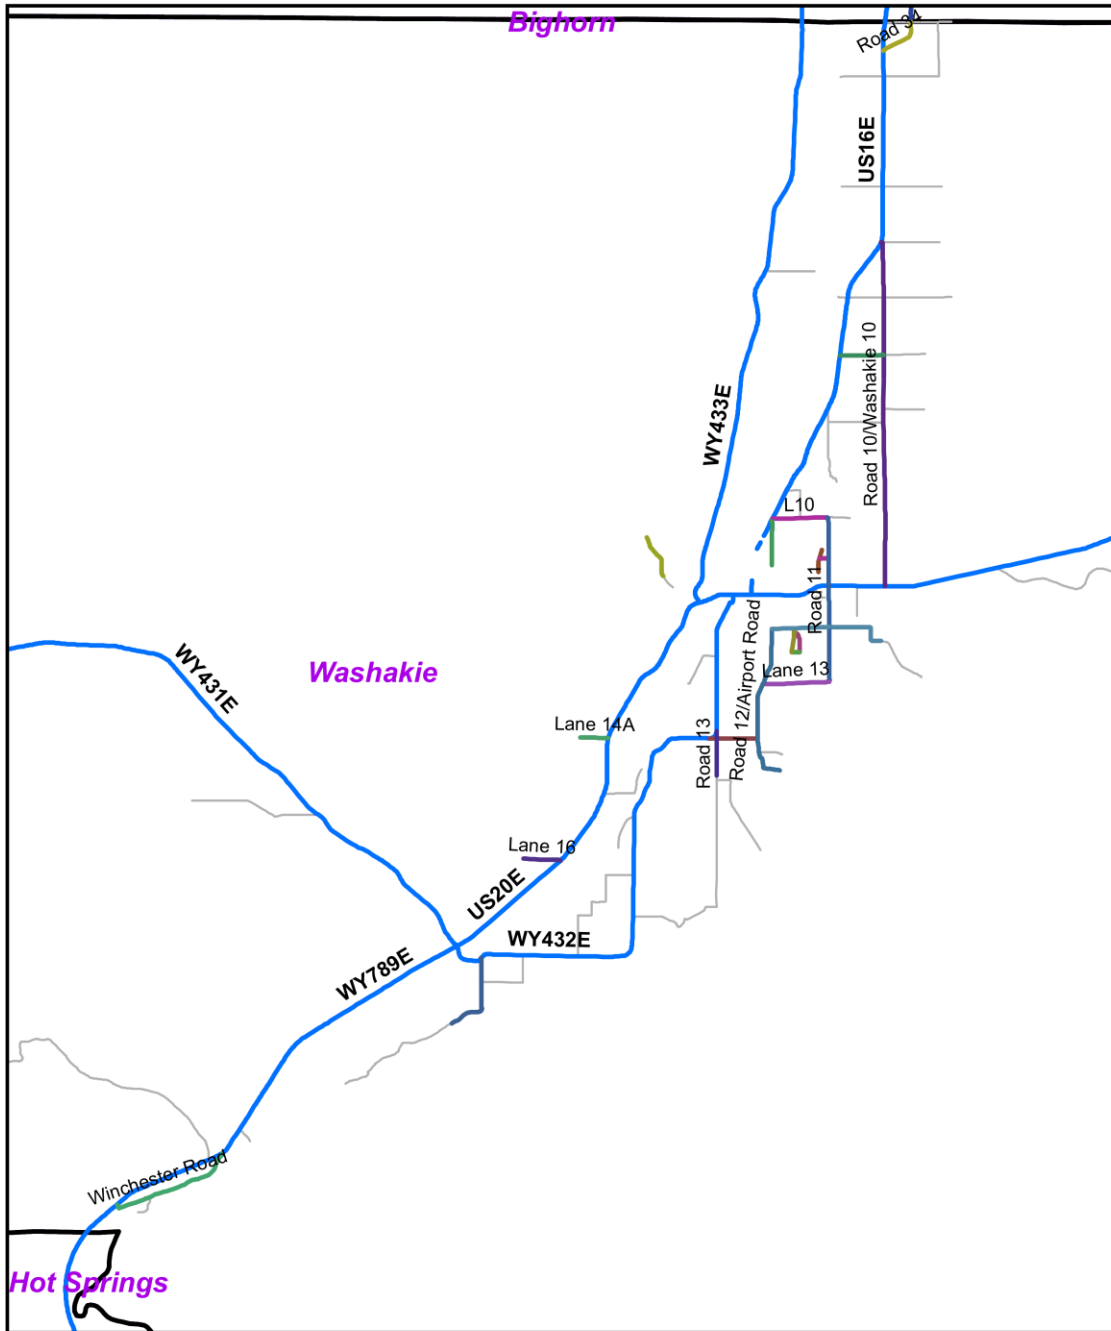 Bighorn
Road 34
US16E
Road 10/Washakie 10
WY433E
L10
Road 11
WY431E
Washakie
Lane 13
Road 12/Airport Road
Lane 14A
Road 13
Lane 16
US20E
WY432E
WY789E
Winchester Road
Hot Springs